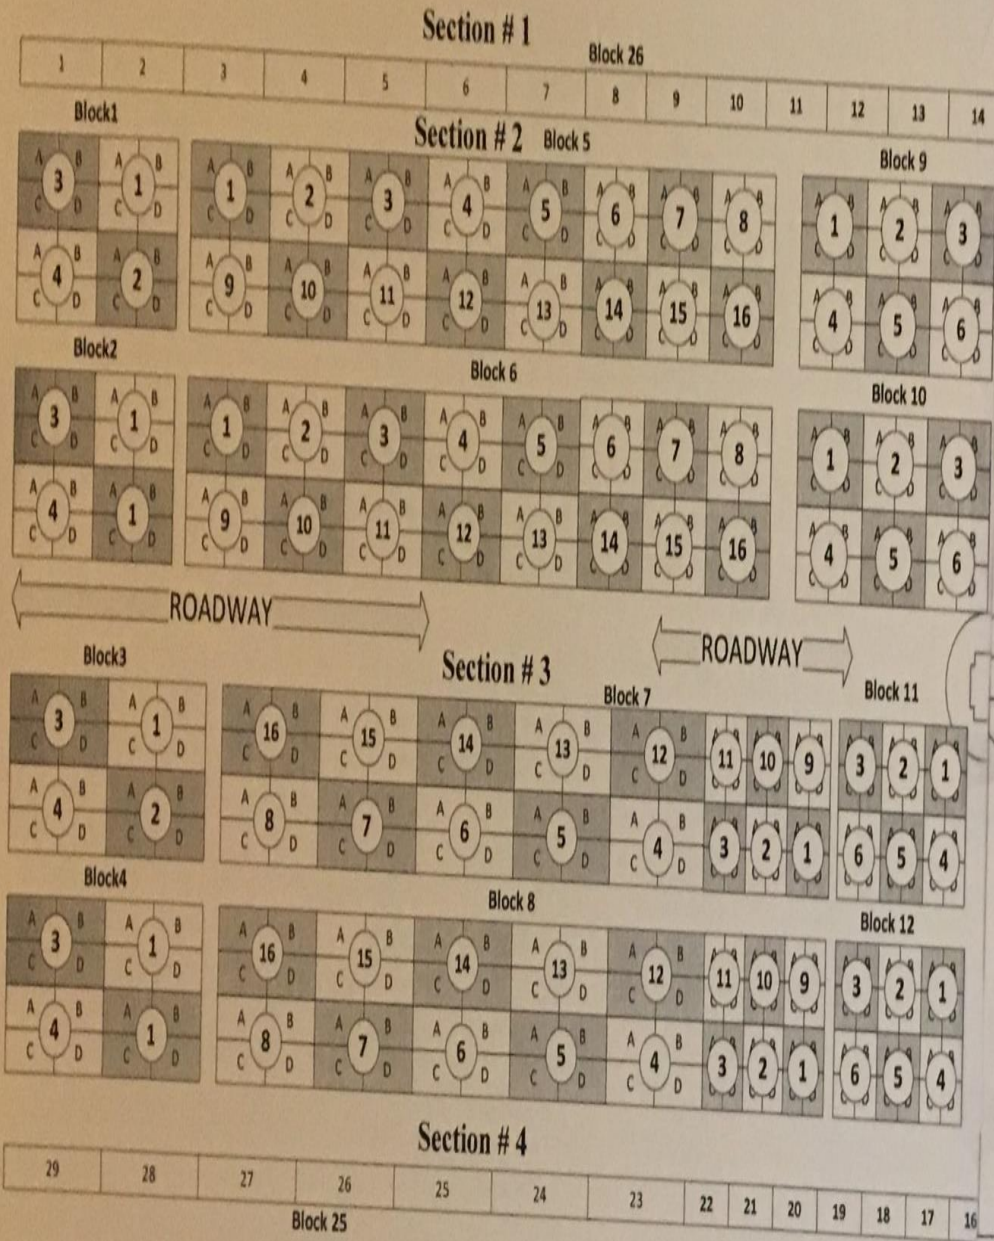 Section # 1
Block 26
1 2 3 4 5 6 7 8 9 10 11 12 13 14
Block1
Section # 2 Block 5
Block 9
A B A B A B A B A B A B A B A B A B A B A B A B A B
3 1 1 2 3 4 5 6 7 8 1 2 3
C D C D C D C D C D C D C D C D C D C D C D C D C D
A B A B A B A B A B A B A B A B A B A B A B A B A B
4 2 9 10 11 12 13 14 15 16 4 5 6
C D C D C D C D C D C D C D C D C D C D C D C D C D
Block2
Block 6
Block 10
A B A B A B A B A B A B A B A B A B A B A B A B A B
3 1 1 2 3 4 5 6 7 8 1 2 3
C D C D C D C D C D C D C D C D C D C D C D C D C D
A B A B A B A B A B A B A B A B A B A B A B A B A B
4 1 9 10 11 12 13 14 15 16 4 5 6
C D C D C D C D C D C D C D C D C D C D C D C D C D
ROADWAY
ROADWAY
Block3
Section # 3
Block 7
Block 11
A B A B A B A B A B A B A B
3 1 16 15 14 13 12 11 10 9 3 2 1
C D C D C D C D C D C D C D
A B A B A B A B A B A B A B
4 2 8 7 6 5 4 3 2 1 6 5 4
C D C D C D C D C D C D C D
Block4
Block 8
Block 12
A B A B A B A B A B A B A B
3 1 16 15 14 13 12 11 10 9 3 2 1
C D C D C D C D C D C D C D
A B A B A B A B A B A B A B
4 1 8 7 6 5 4 3 2 1 6 5 4
C D C D C D C D C D C D C D
Section # 4
29 28 27 26 25 24 23 22 21 20 19 18 17 16
Block 25